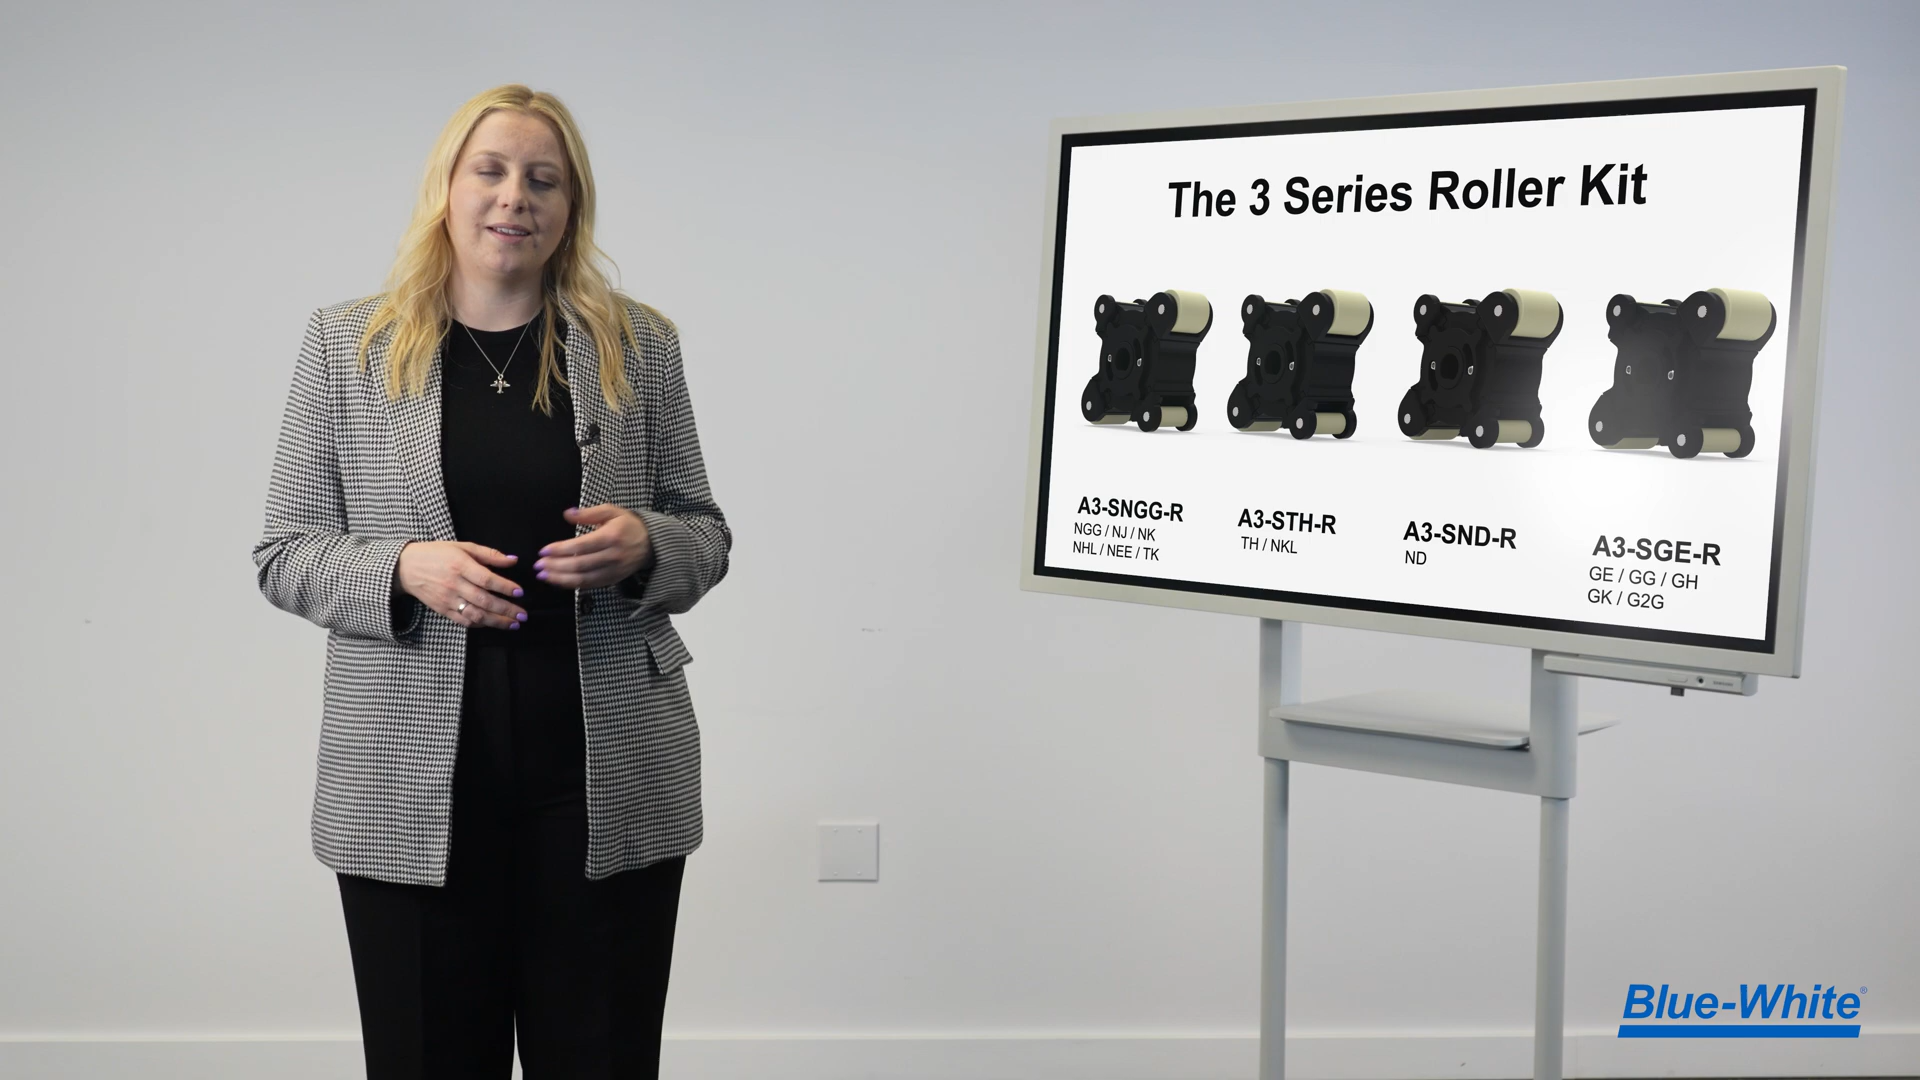 The 3 Series Roller Kit
A3-SNGG-R
NGG / NJ / NK
NHL / NEE / TK
A3-STH-R
TH / NKL
A3-SND-R
ND
A3-SGE-R
GE / GG / GH
GK / G2G
Blue-White®